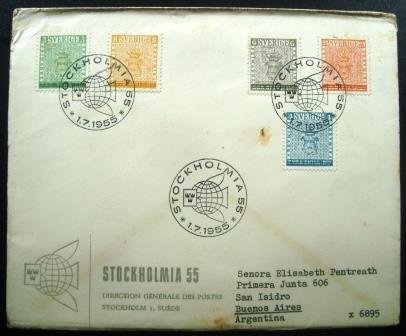 SVERIGE
SVERIGE
SVERIGE
SVERIGE
STOCKHOLMIA 55
1.7.1955
STOCKHOLMIA 55
1.7.1955
SVERIGE
STOCKHOLMIA 55
1.7.1955
STOCKHOLMIA 55
DIRECTION GÉNÉRALE DES POSTES
STOCKHOLM 1, SUÈDE
Senora Elisabeth Pentreath
Primera Junta 606
San Isidro
Buenos Aires
Argentina
x 6895